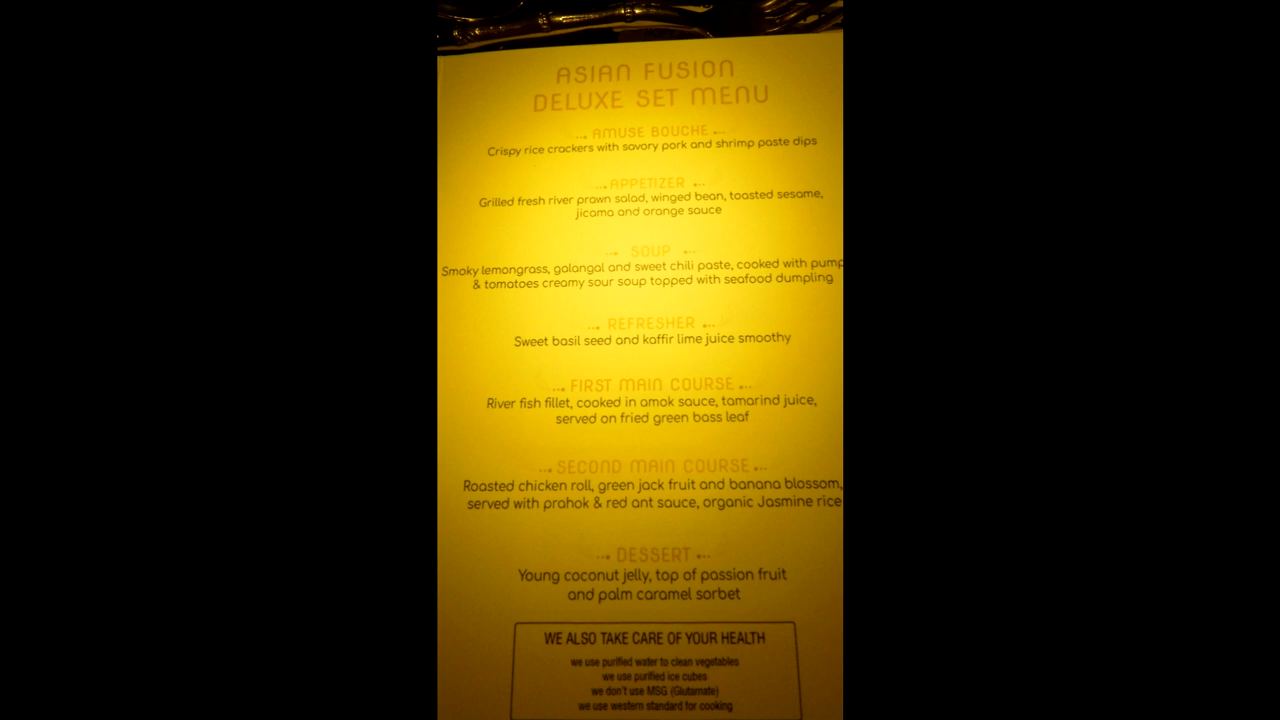 ASIAN FUSION
DELUXE SET MENU
AMUSE BOUCHE
Crispy rice crackers with savory pork and shrimp paste dips
APPETIZER
Grilled fresh river prawn salad, winged bean, toasted sesame,
jicama and orange sauce
SOUP
Smoky lemongrass, galangal and sweet chili paste, cooked with pump
& tomatoes creamy sour soup topped with seafood dumpling
REFRESHER
Sweet basil seed and kaffir lime juice smoothy
FIRST MAIN COURSE
River fish fillet, cooked in amok sauce, tamarind juice,
served on fried green bass leaf
SECOND MAIN COURSE
Roasted chicken roll, green jack fruit and banana blossom,
served with prahok & red ant sauce, organic Jasmine rice
DESSERT
Young coconut jelly, top of passion fruit
and palm caramel sorbet
WE ALSO TAKE CARE OF YOUR HEALTH
we use purified water to clean vegetables
we use purified ice cubes
we don't use MSG (Glutamate)
we use western standard for cooking